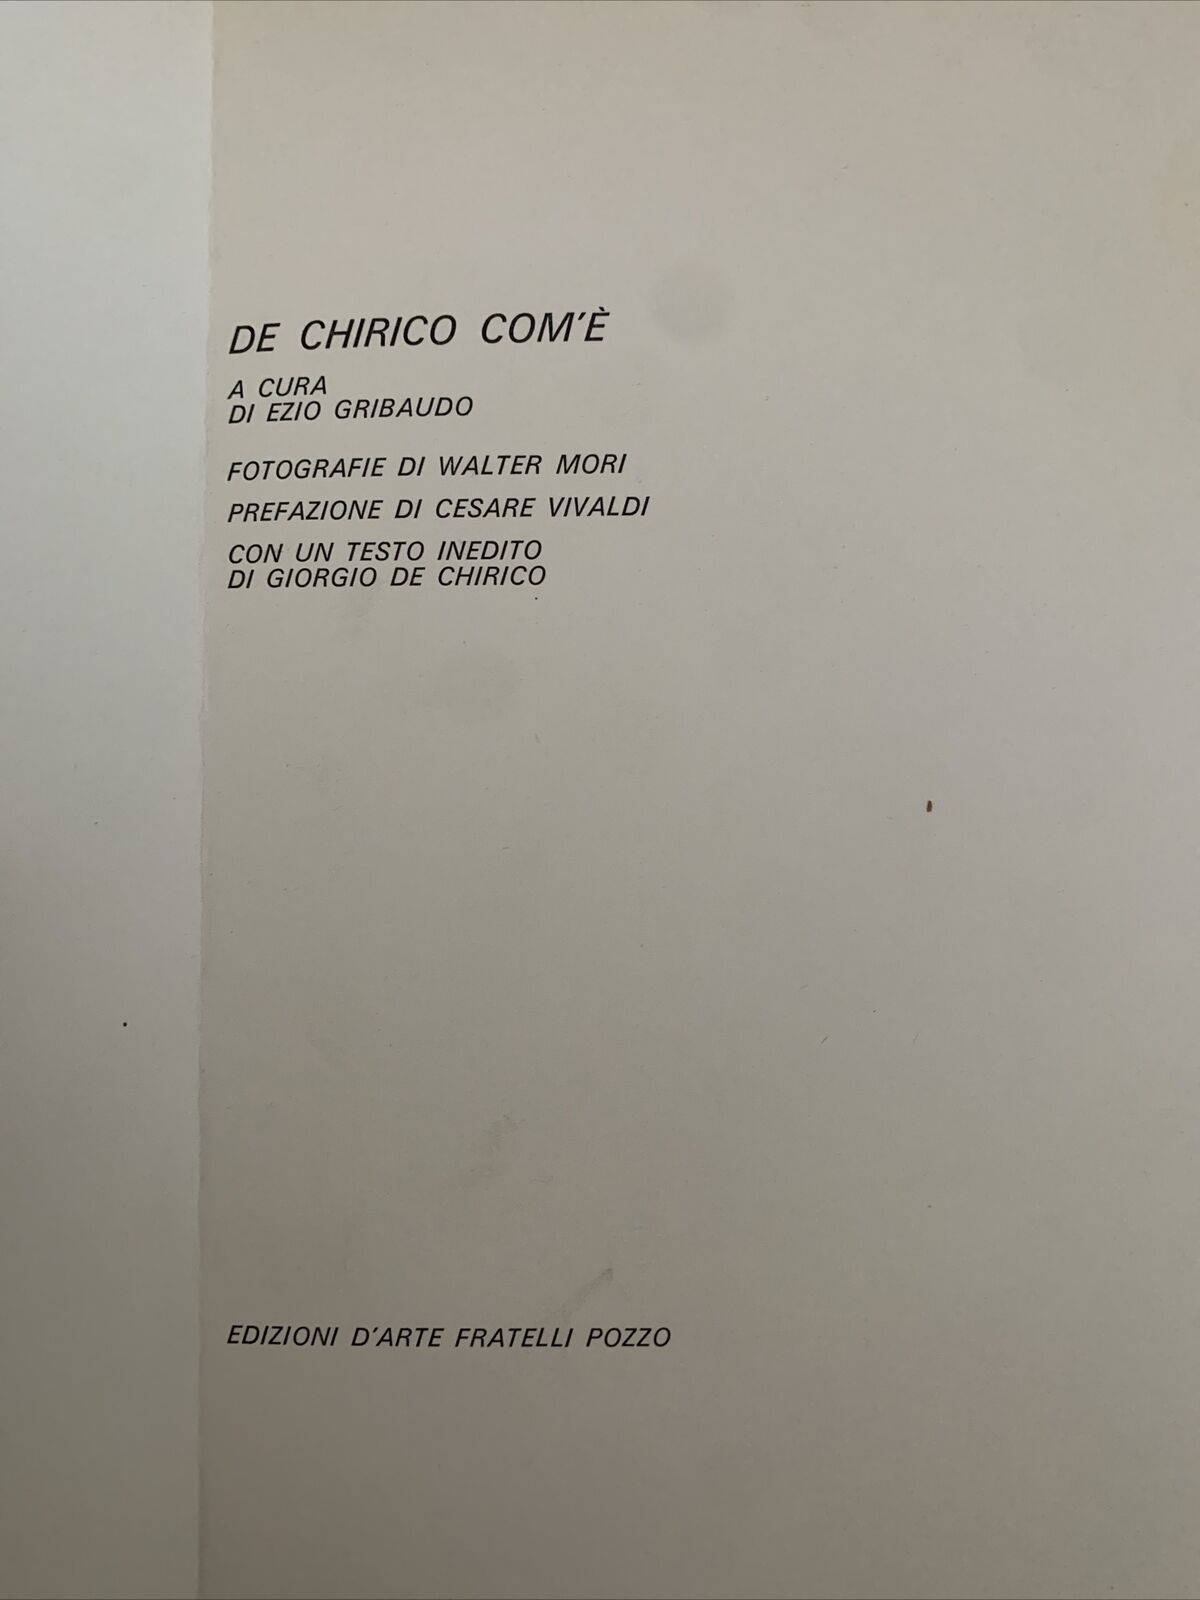 DE CHIRICO COM'È
A CURA
DI EZIO GRIBAUDO
FOTOGRAFIE DI WALTER MORI
PREFAZIONE DI CESARE VIVALDI
CON UN TESTO INEDITO
DI GIORGIO DE CHIRICO
EDIZIONI D'ARTE FRATELLI POZZO